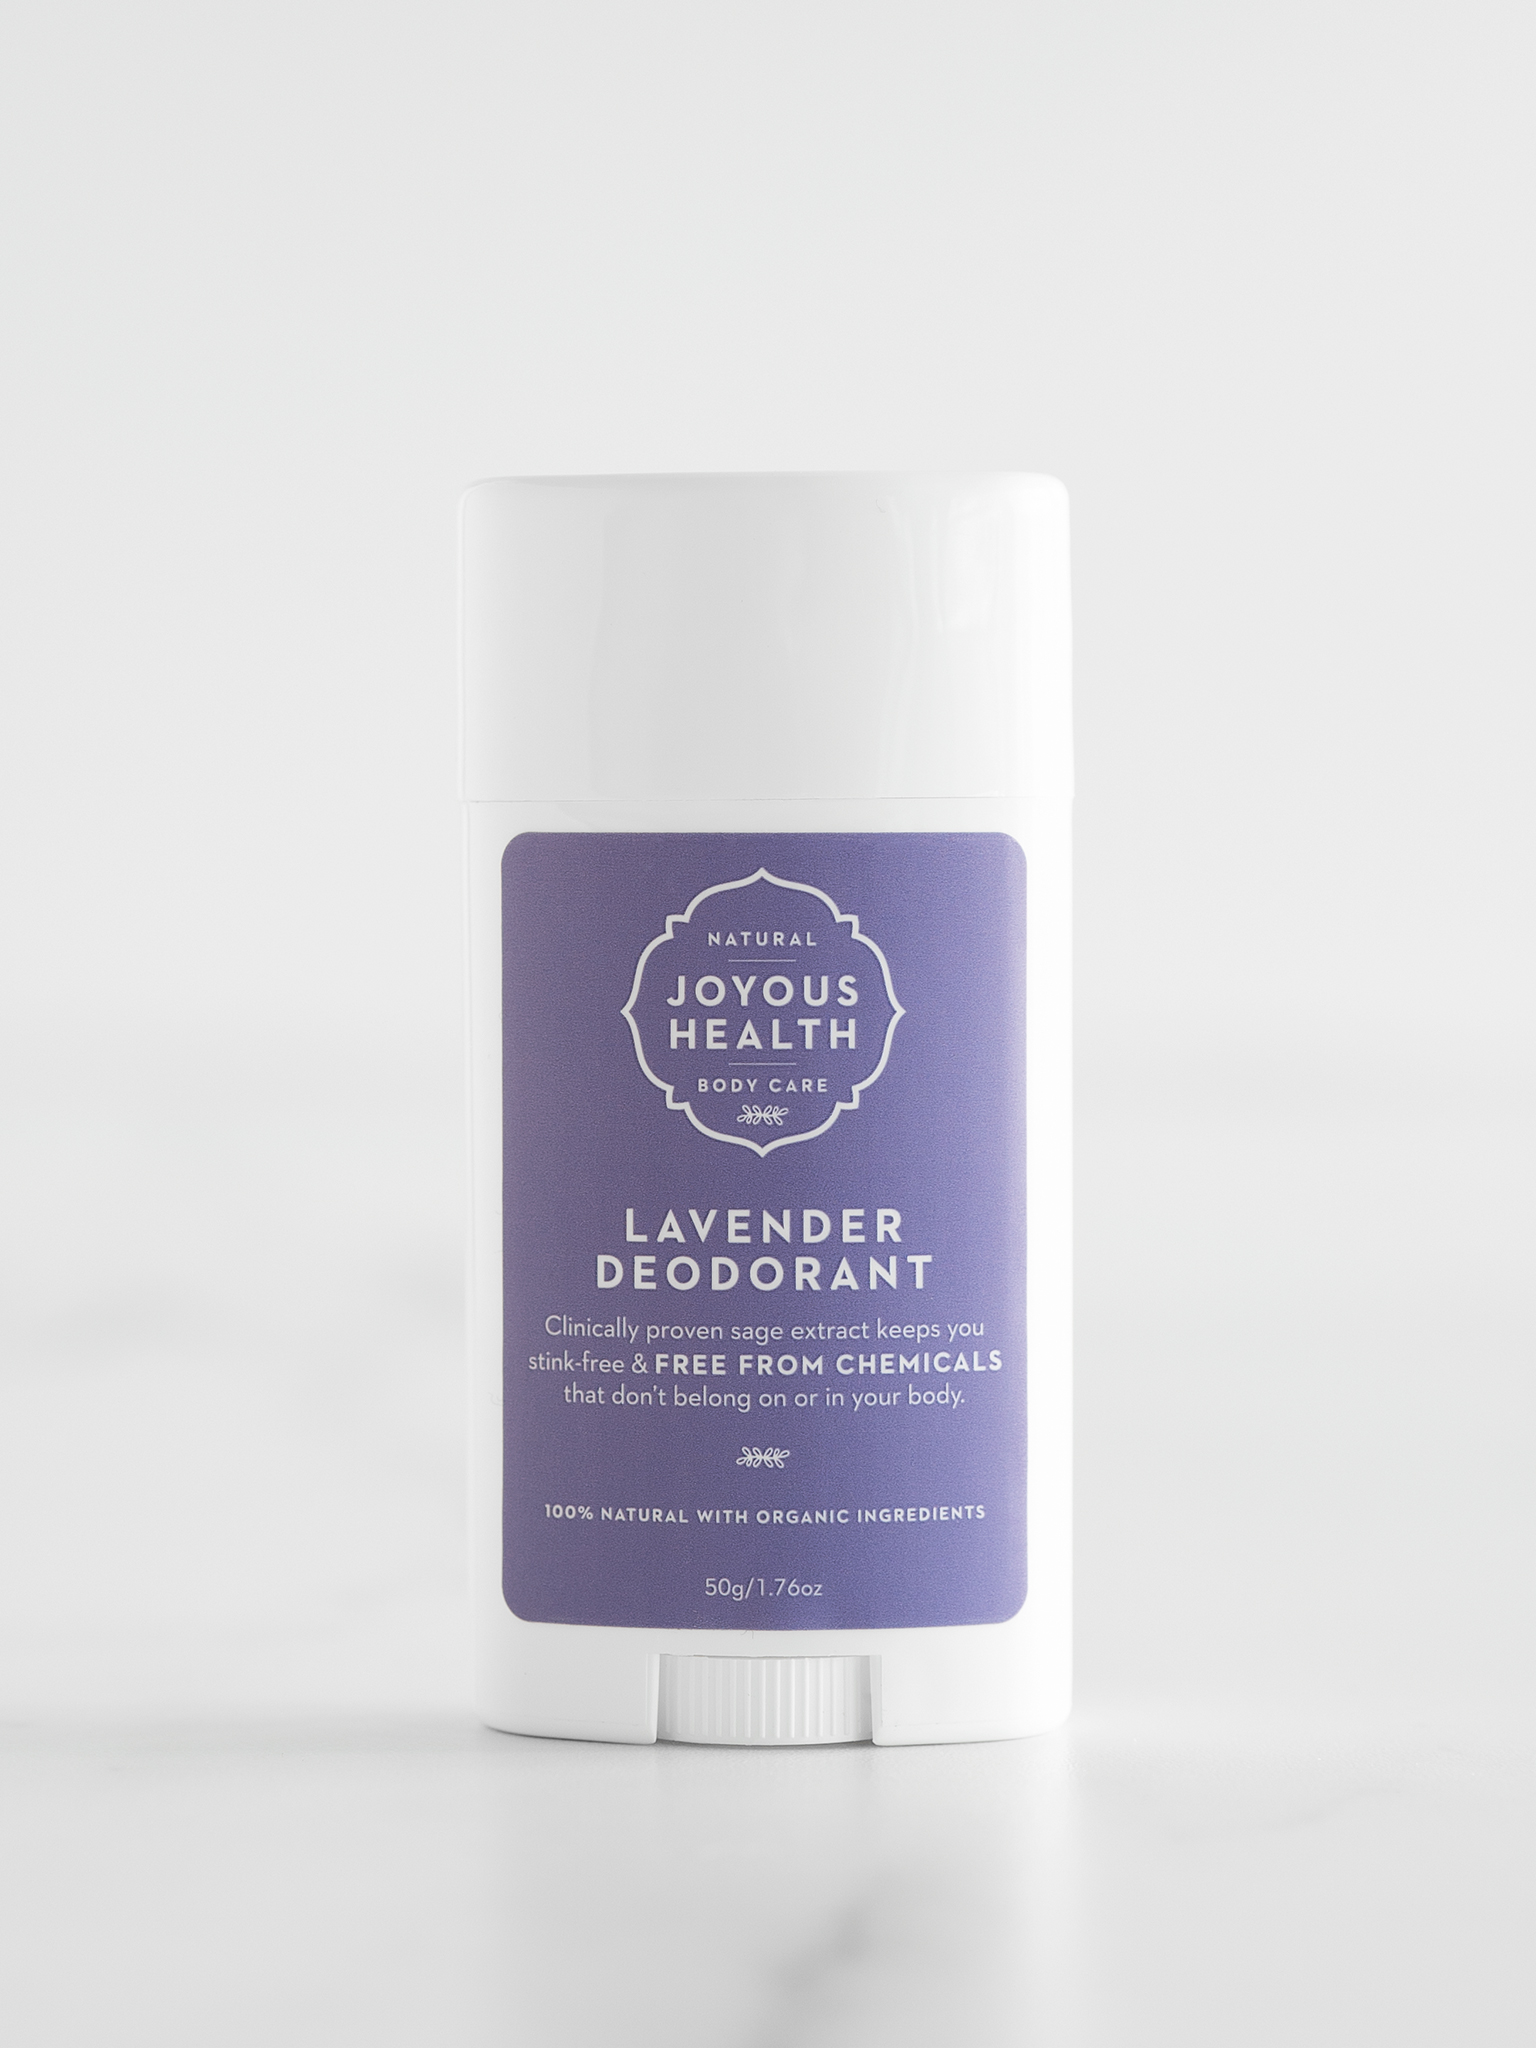 NATURAL
JOYOUS
HEALTH
BODY CARE
LAVENDER
DEODORANT
Clinically proven sage extract keeps you
stink-free & FREE FROM CHEMICALS
that don't belong on or in your body.
100% NATURAL WITH ORGANIC INGREDIENTS
50g/1.76oz